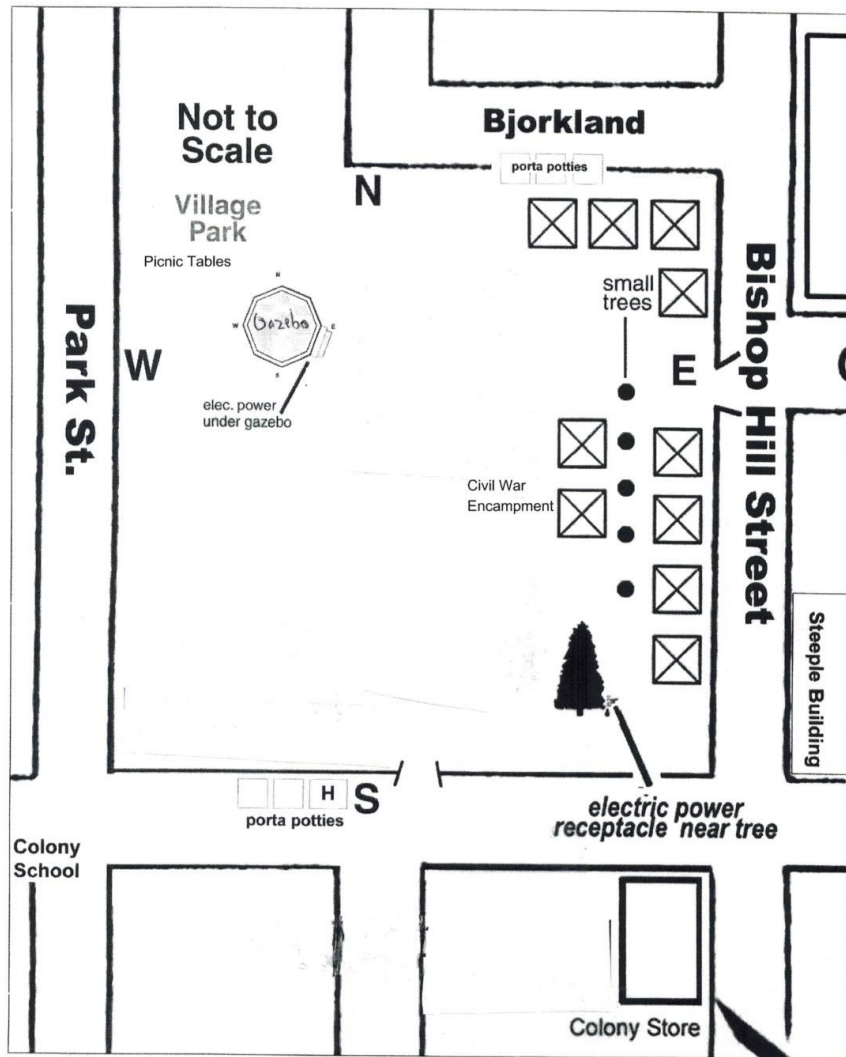 Not to
Scale
Bjorkland
porta potties
N
Village
Park
Picnic Tables
small
trees
N
W
Gazebo
E
S
W
E
Park St.
Bishop Hill Street
elec. power
under gazebo
Civil War
Encampment
Steeple Building
H
S
porta potties
electric power
receptacle near tree
Colony
School
Colony Store